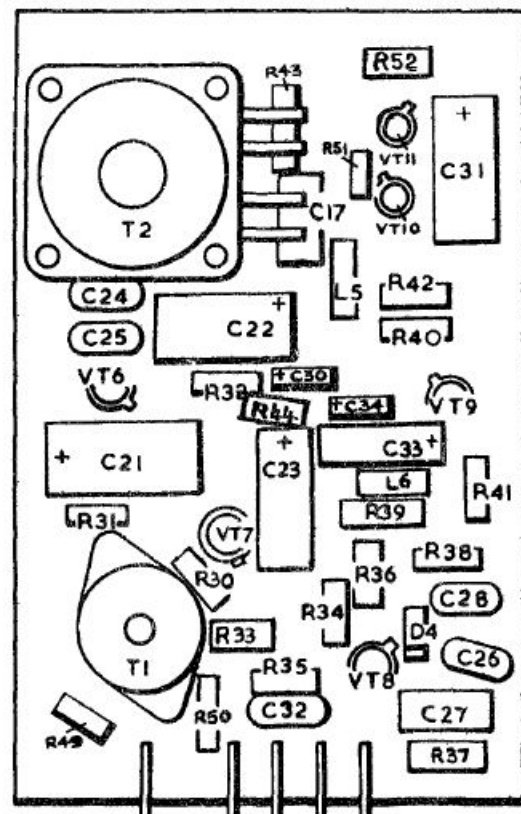 R43
R52
R51
VT11
C31
T2
C17
VT10
C24
L5
R42
C25
C22
R40
VT6
R32
+C30
R44
+C34
VT9
+ C21
C23
C33+
L6
R41
R31
VT7
R39
R30
R36
R38
R34
C28
R33
D4
T1
R35
VT8
C26
R49
R50
C32
C27
R37